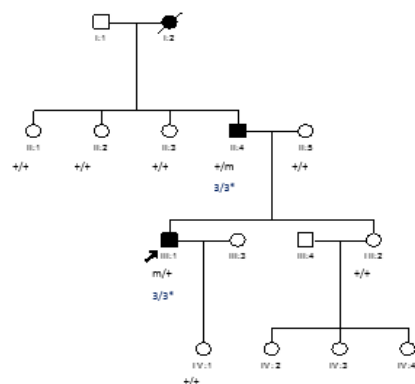 I:1 I:2
II:1 II:2 II:3 II:4 II:5
+/+ +/+ +/+ +/m +/+
3/3*
III:1 III:3 III:4 III:2
m/+ +/+
3/3*
IV:1 IV:2 IV:3 IV:4
+/+